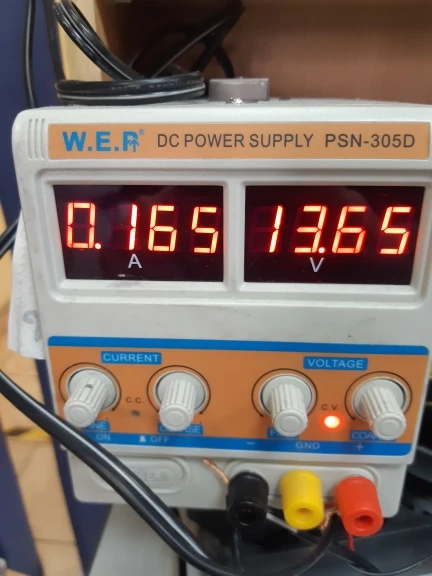 W.E.P® DC POWER SUPPLY PSN-305D
0.165 13.65
A V
CURRENT VOLTAGE
C.C. C.V.
ON OFF - GND +